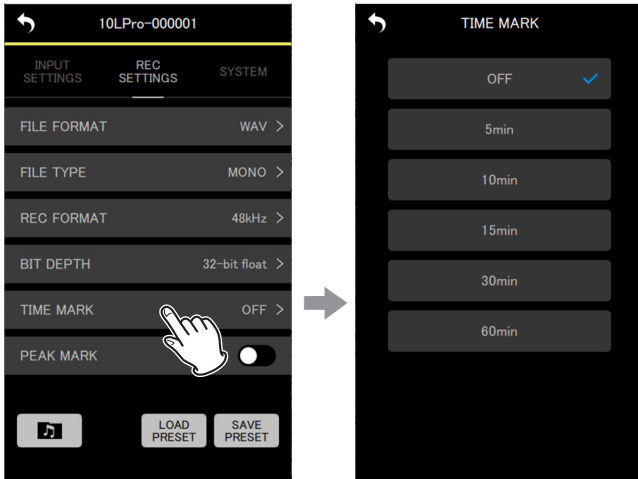 10LPro-000001
INPUT SETTINGS
REC SETTINGS
SYSTEM
FILE FORMAT WAV >
FILE TYPE MONO >
REC FORMAT 48kHz >
BIT DEPTH 32-bit float >
TIME MARK OFF >
PEAK MARK
LOAD PRESET
SAVE PRESET
TIME MARK
OFF
5min
10min
15min
30min
60min